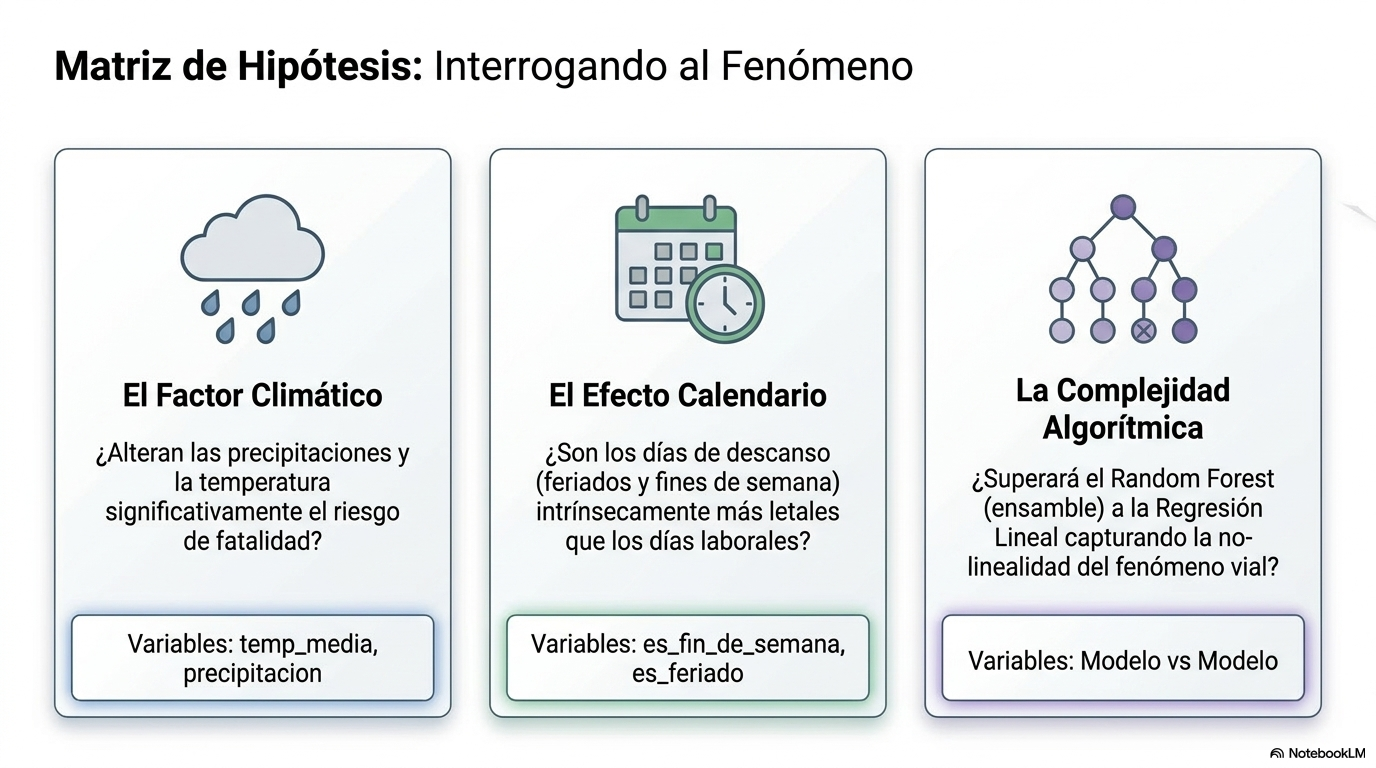 Matriz de Hipótesis: Interrogando al Fenómeno
El Factor Climático
¿Alteran las precipitaciones y
la temperatura
significativamente el riesgo
de fatalidad?
Variables: temp_media,
precipitacion
El Efecto Calendario
¿Son los días de descanso
(feriados y fines de semana)
intrínsecamente más letales
que los días laborales?
Variables: es_fin_de_semana,
es_feriado
La Complejidad
Algorítmica
¿Superará el Random Forest
(ensamble) a la Regresión
Lineal capturando la no-
linealidad del fenómeno vial?
Variables: Modelo vs Modelo
NotebookLM